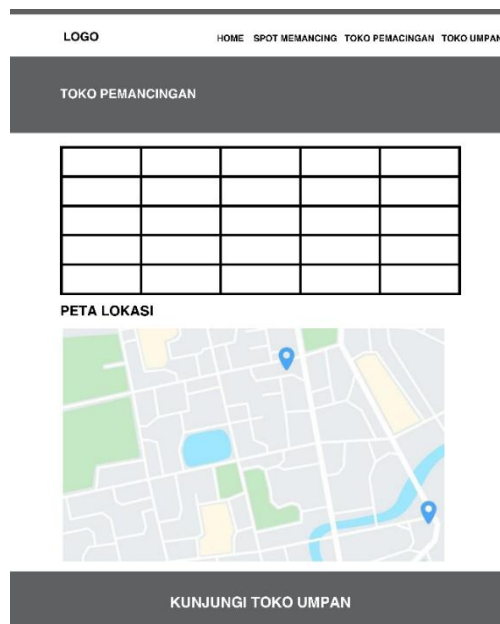 LOGO HOME SPOT MEMANCING TOKO PEMACINGAN TOKO UMPAN
TOKO PEMANCINGAN
PETA LOKASI
KUNJUNGI TOKO UMPAN